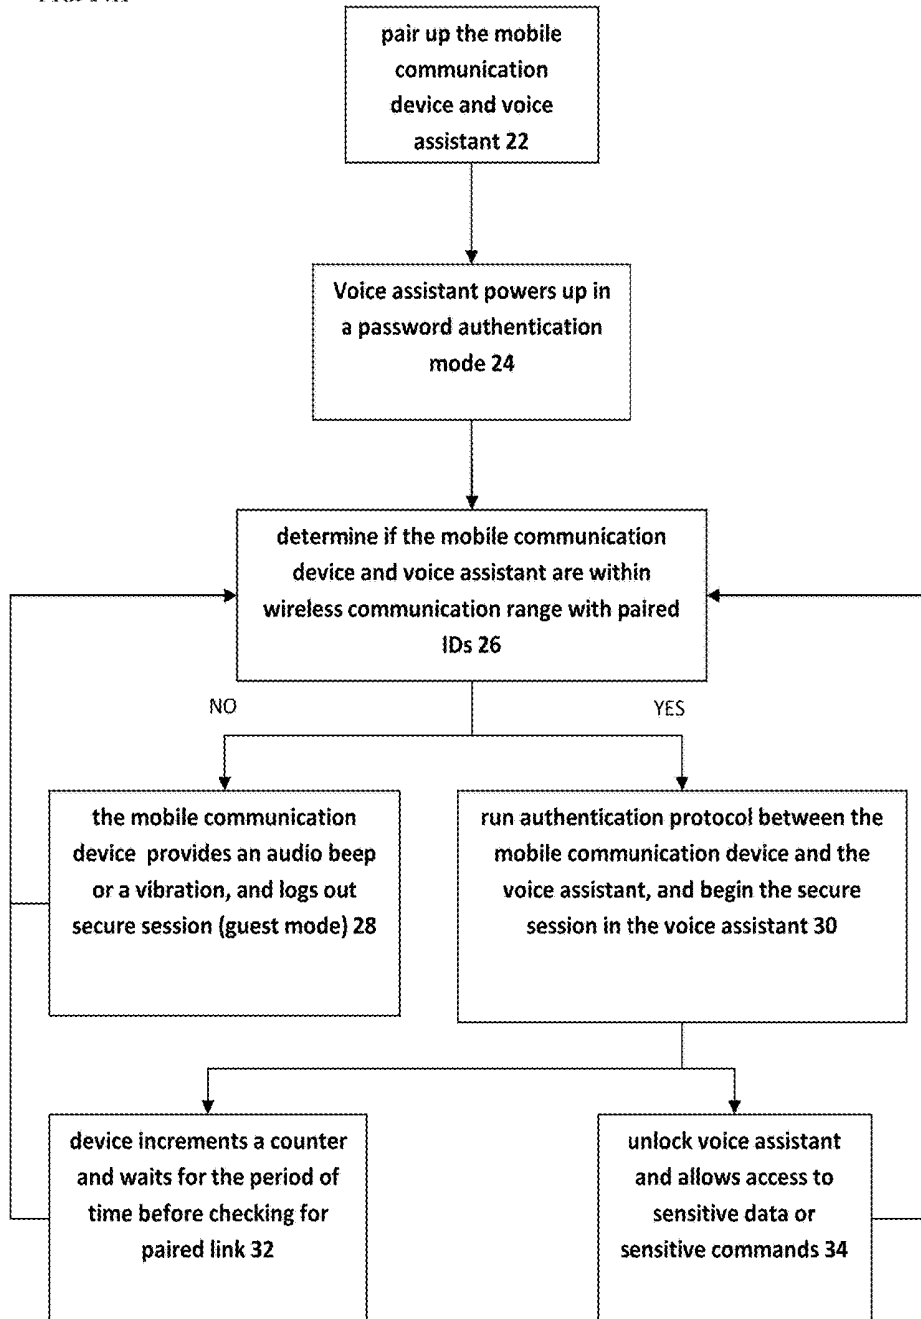 pair up the mobile
communication
device and voice
assistant 22
Voice assistant powers up in
a password authentication
mode 24
determine if the mobile communication
device and voice assistant are within
wireless communication range with paired
IDs 26
NO
YES
the mobile communication
device provides an audio beep
or a vibration, and logs out
secure session (guest mode) 28
run authentication protocol between the
mobile communication device and the
voice assistant, and begin the secure
session in the voice assistant 30
device increments a counter
and waits for the period of
time before checking for
paired link 32
unlock voice assistant
and allows access to
sensitive data or
sensitive commands 34